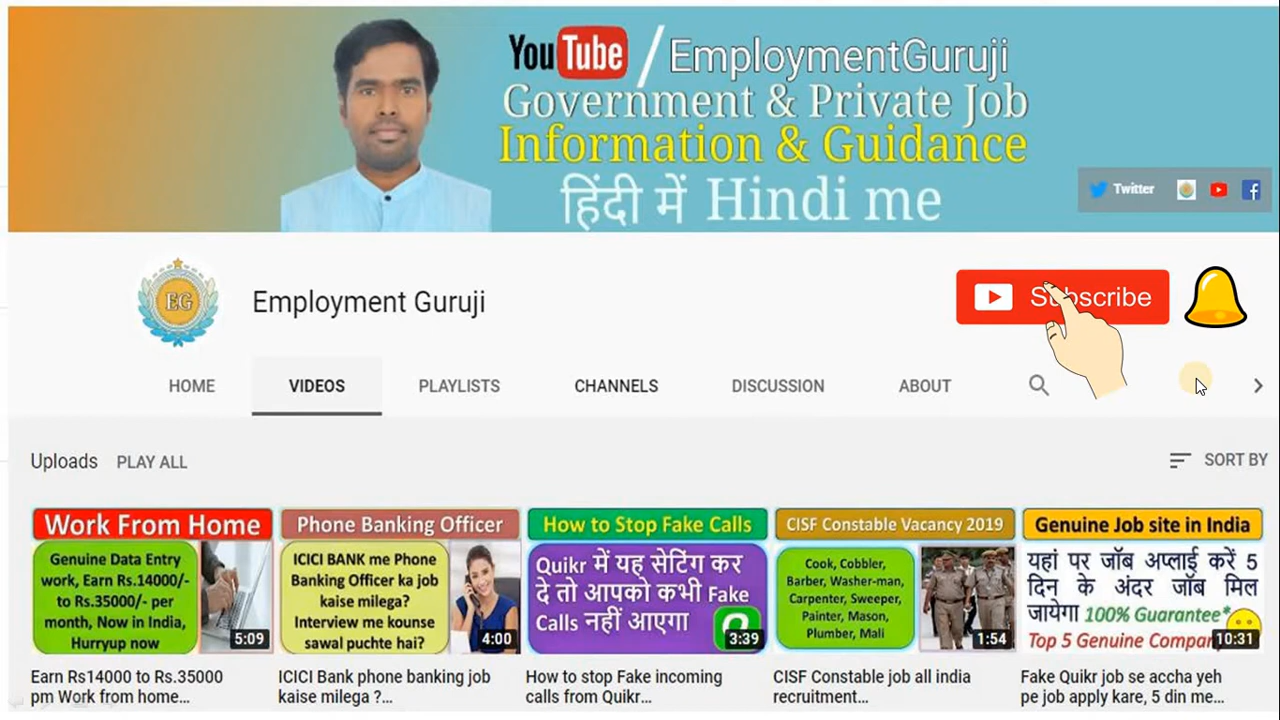 YouTube /EmploymentGuruji
Government & Private Job
Information & Guidance
हिंदी में Hindi me
Twitter
EG
Employment Guruji
Subscribe
HOME VIDEOS PLAYLISTS CHANNELS DISCUSSION ABOUT
Uploads PLAY ALL
SORT BY
Work From Home
Genuine Data Entry
work, Earn Rs.14000/-
to Rs.35000/- per
month, Now in India,
Hurryup now
5:09
Earn Rs14000 to Rs.35000
pm Work from home...
Phone Banking Officer
ICICI BANK me Phone
Banking Officer ka job
kaise milega?
Interview me kounse
sawal puchte hai?
4:00
ICICI Bank phone banking job
kaise milega ?...
How to Stop Fake Calls
Quikr में यह सेटिंग कर
दे तो आपको कभी Fake
Calls नहीं आएगा
3:39
How to stop Fake incoming
calls from Quikr...
CISF Constable Vacancy 2019
Cook, Cobbler,
Barber, Washer-man,
Carpenter, Sweeper,
Painter, Mason,
Plumber, Mali
1:54
CISF Constable job all india
recruitment...
Genuine Job site in India
यहां पर जॉब अप्लाई करें 5
दिन के अंदर जॉब मिल
जायेगा 100% Guarantee*
Top 5 Genuine
10:31
Fake Quikr job se accha yeh
pe job apply kare, 5 din me...